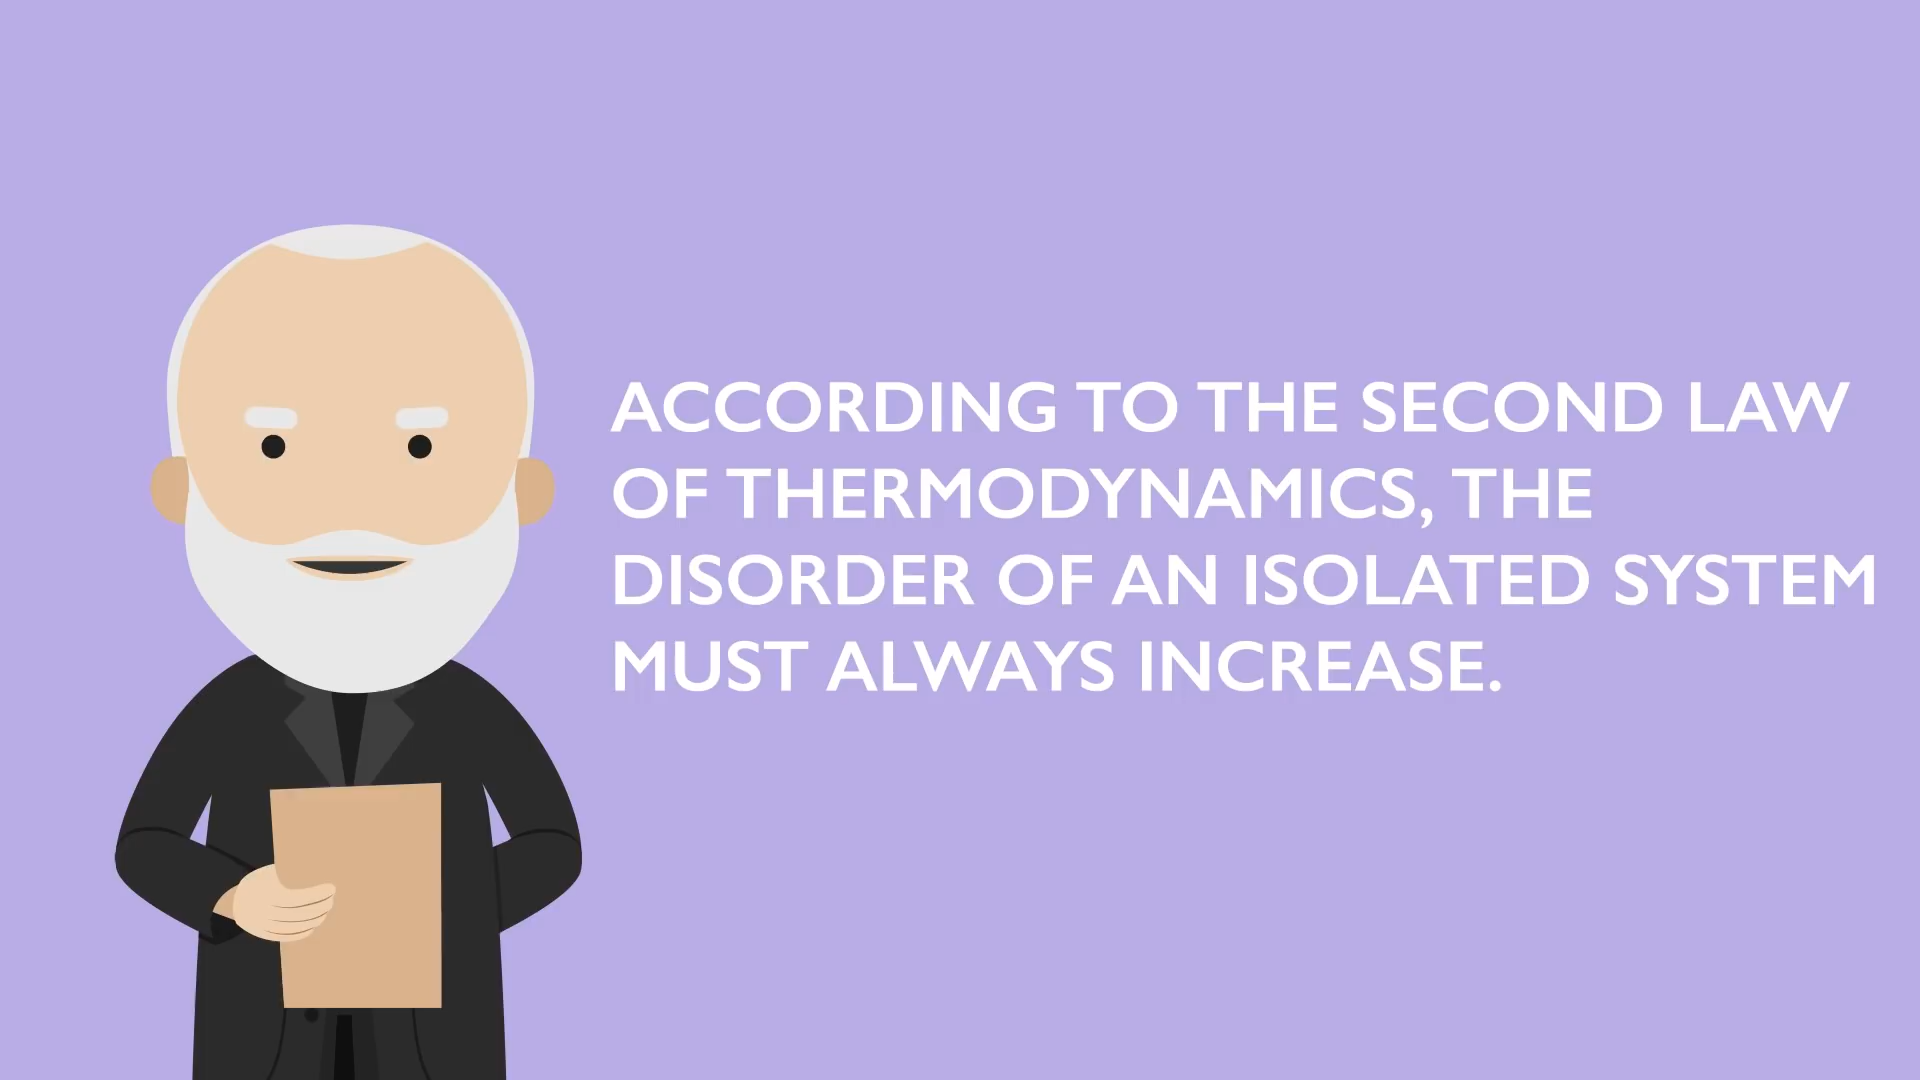 ACCORDING TO THE SECOND LAW
OF THERMODYNAMICS, THE
DISORDER OF AN ISOLATED SYSTEM
MUST ALWAYS INCREASE.